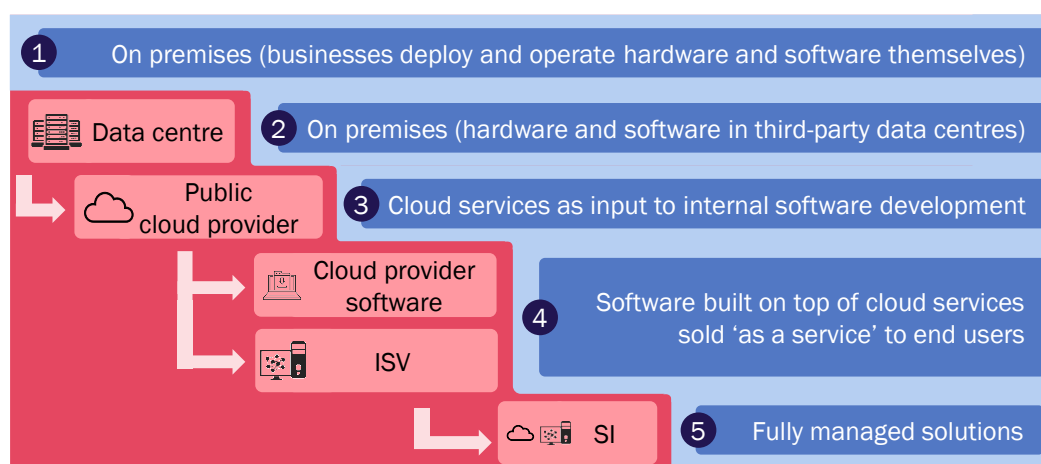 1 On premises (businesses deploy and operate hardware and software themselves)
Data centre
2 On premises (hardware and software in third-party data centres)
Public
cloud provider
3 Cloud services as input to internal software development
Cloud provider
software
ISV
4 Software built on top of cloud services
sold ‘as a service’ to end users
SI
5 Fully managed solutions